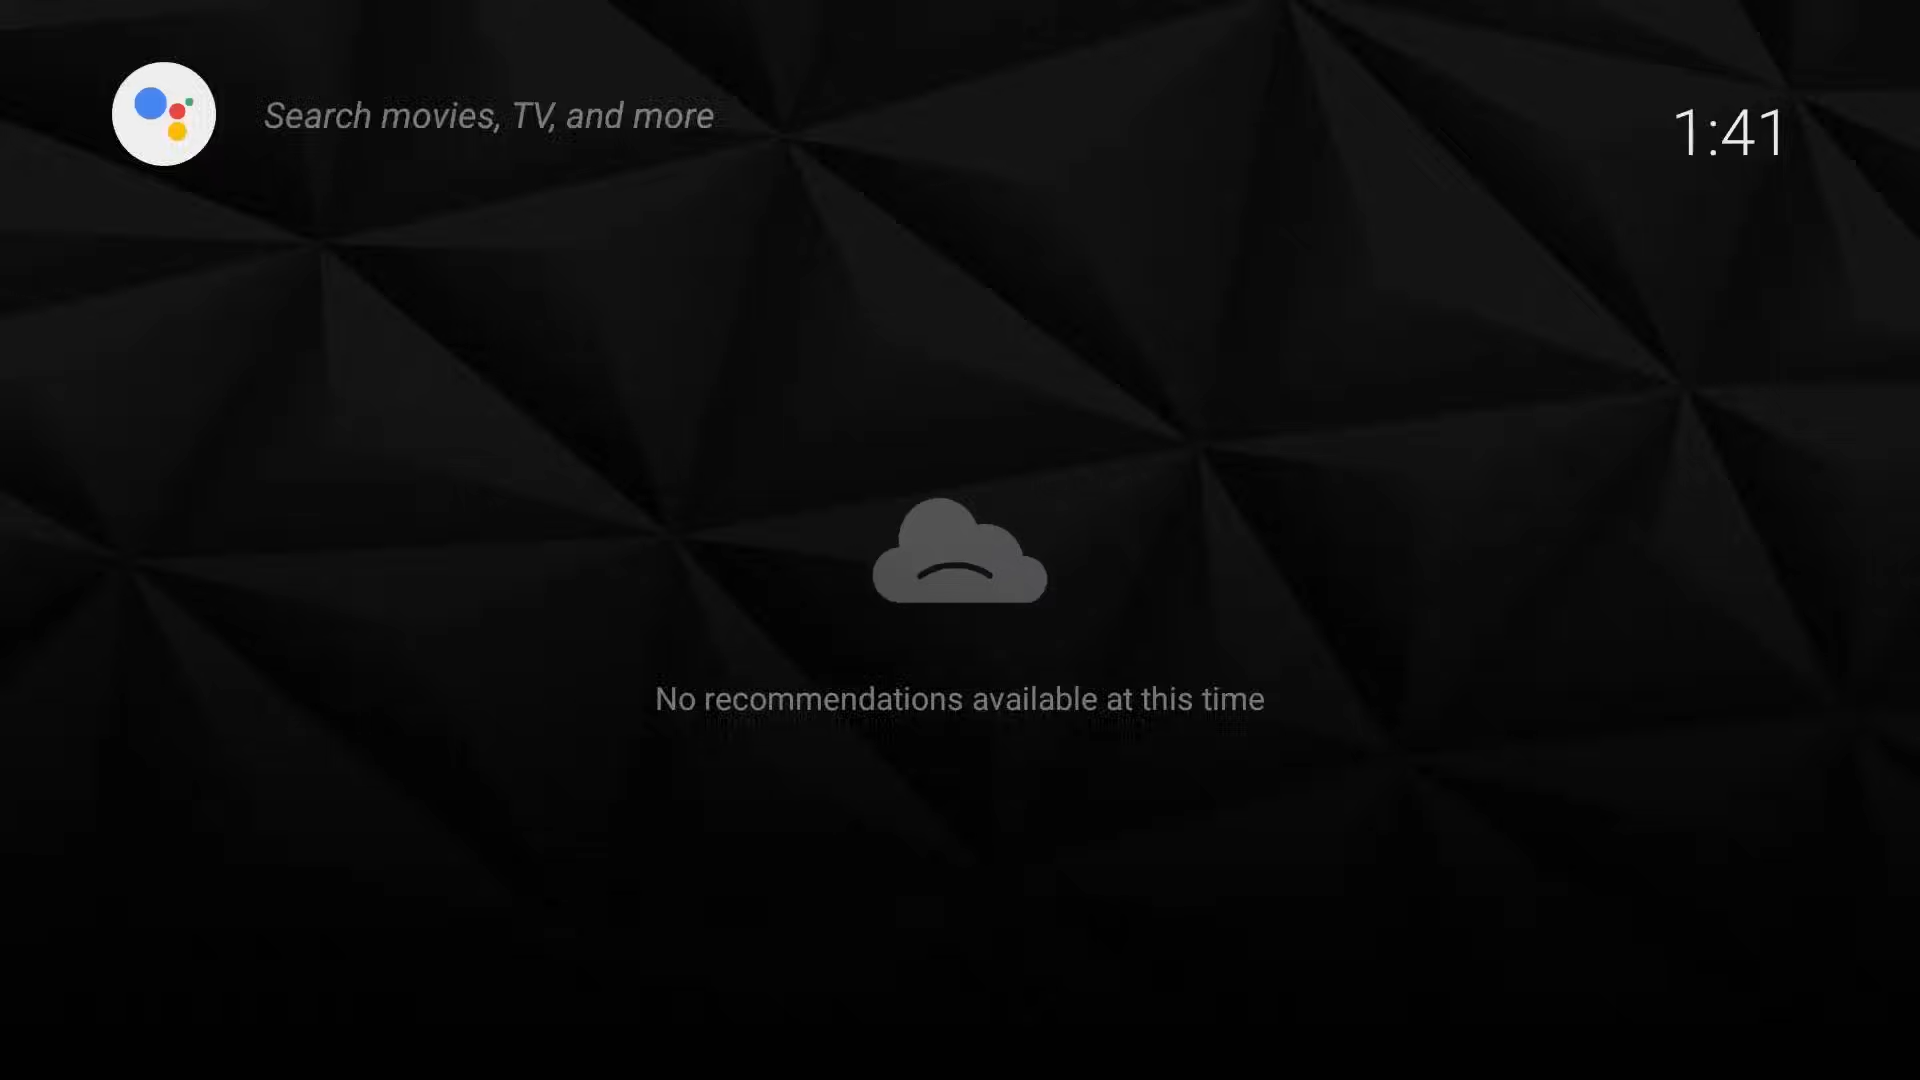 Search movies, TV, and more
1:41
No recommendations available at this time